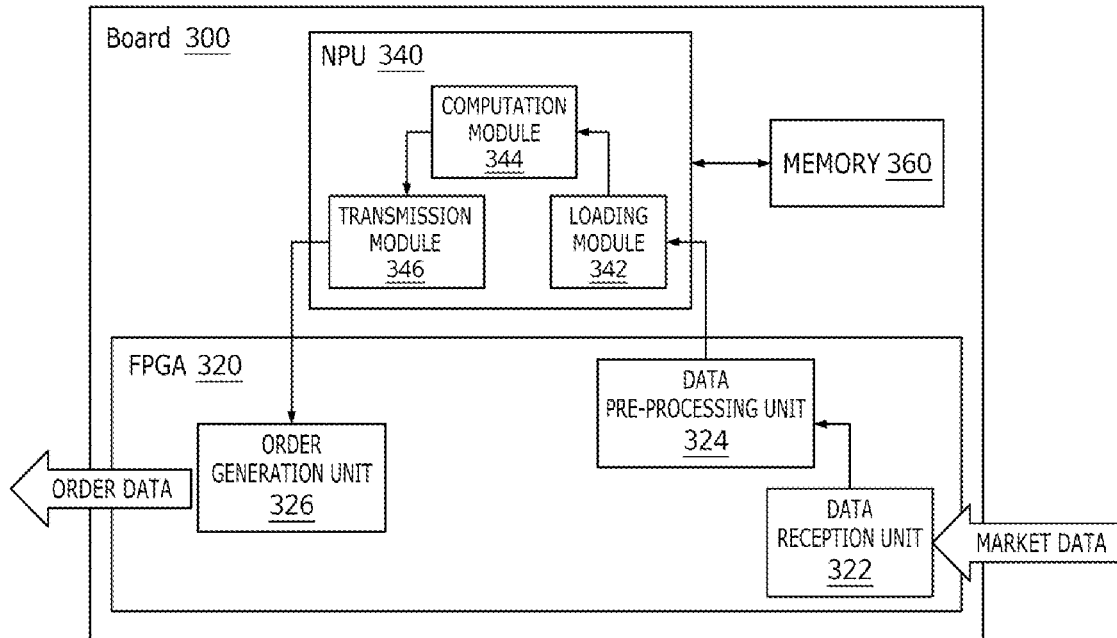 Board 300
NPU 340
COMPUTATION
MODULE
344
TRANSMISSION
MODULE
346
LOADING
MODULE
342
MEMORY 360
FPGA 320
DATA
PRE-PROCESSING UNIT
324
ORDER
GENERATION UNIT
326
ORDER DATA
DATA
RECEPTION UNIT
322
MARKET DATA